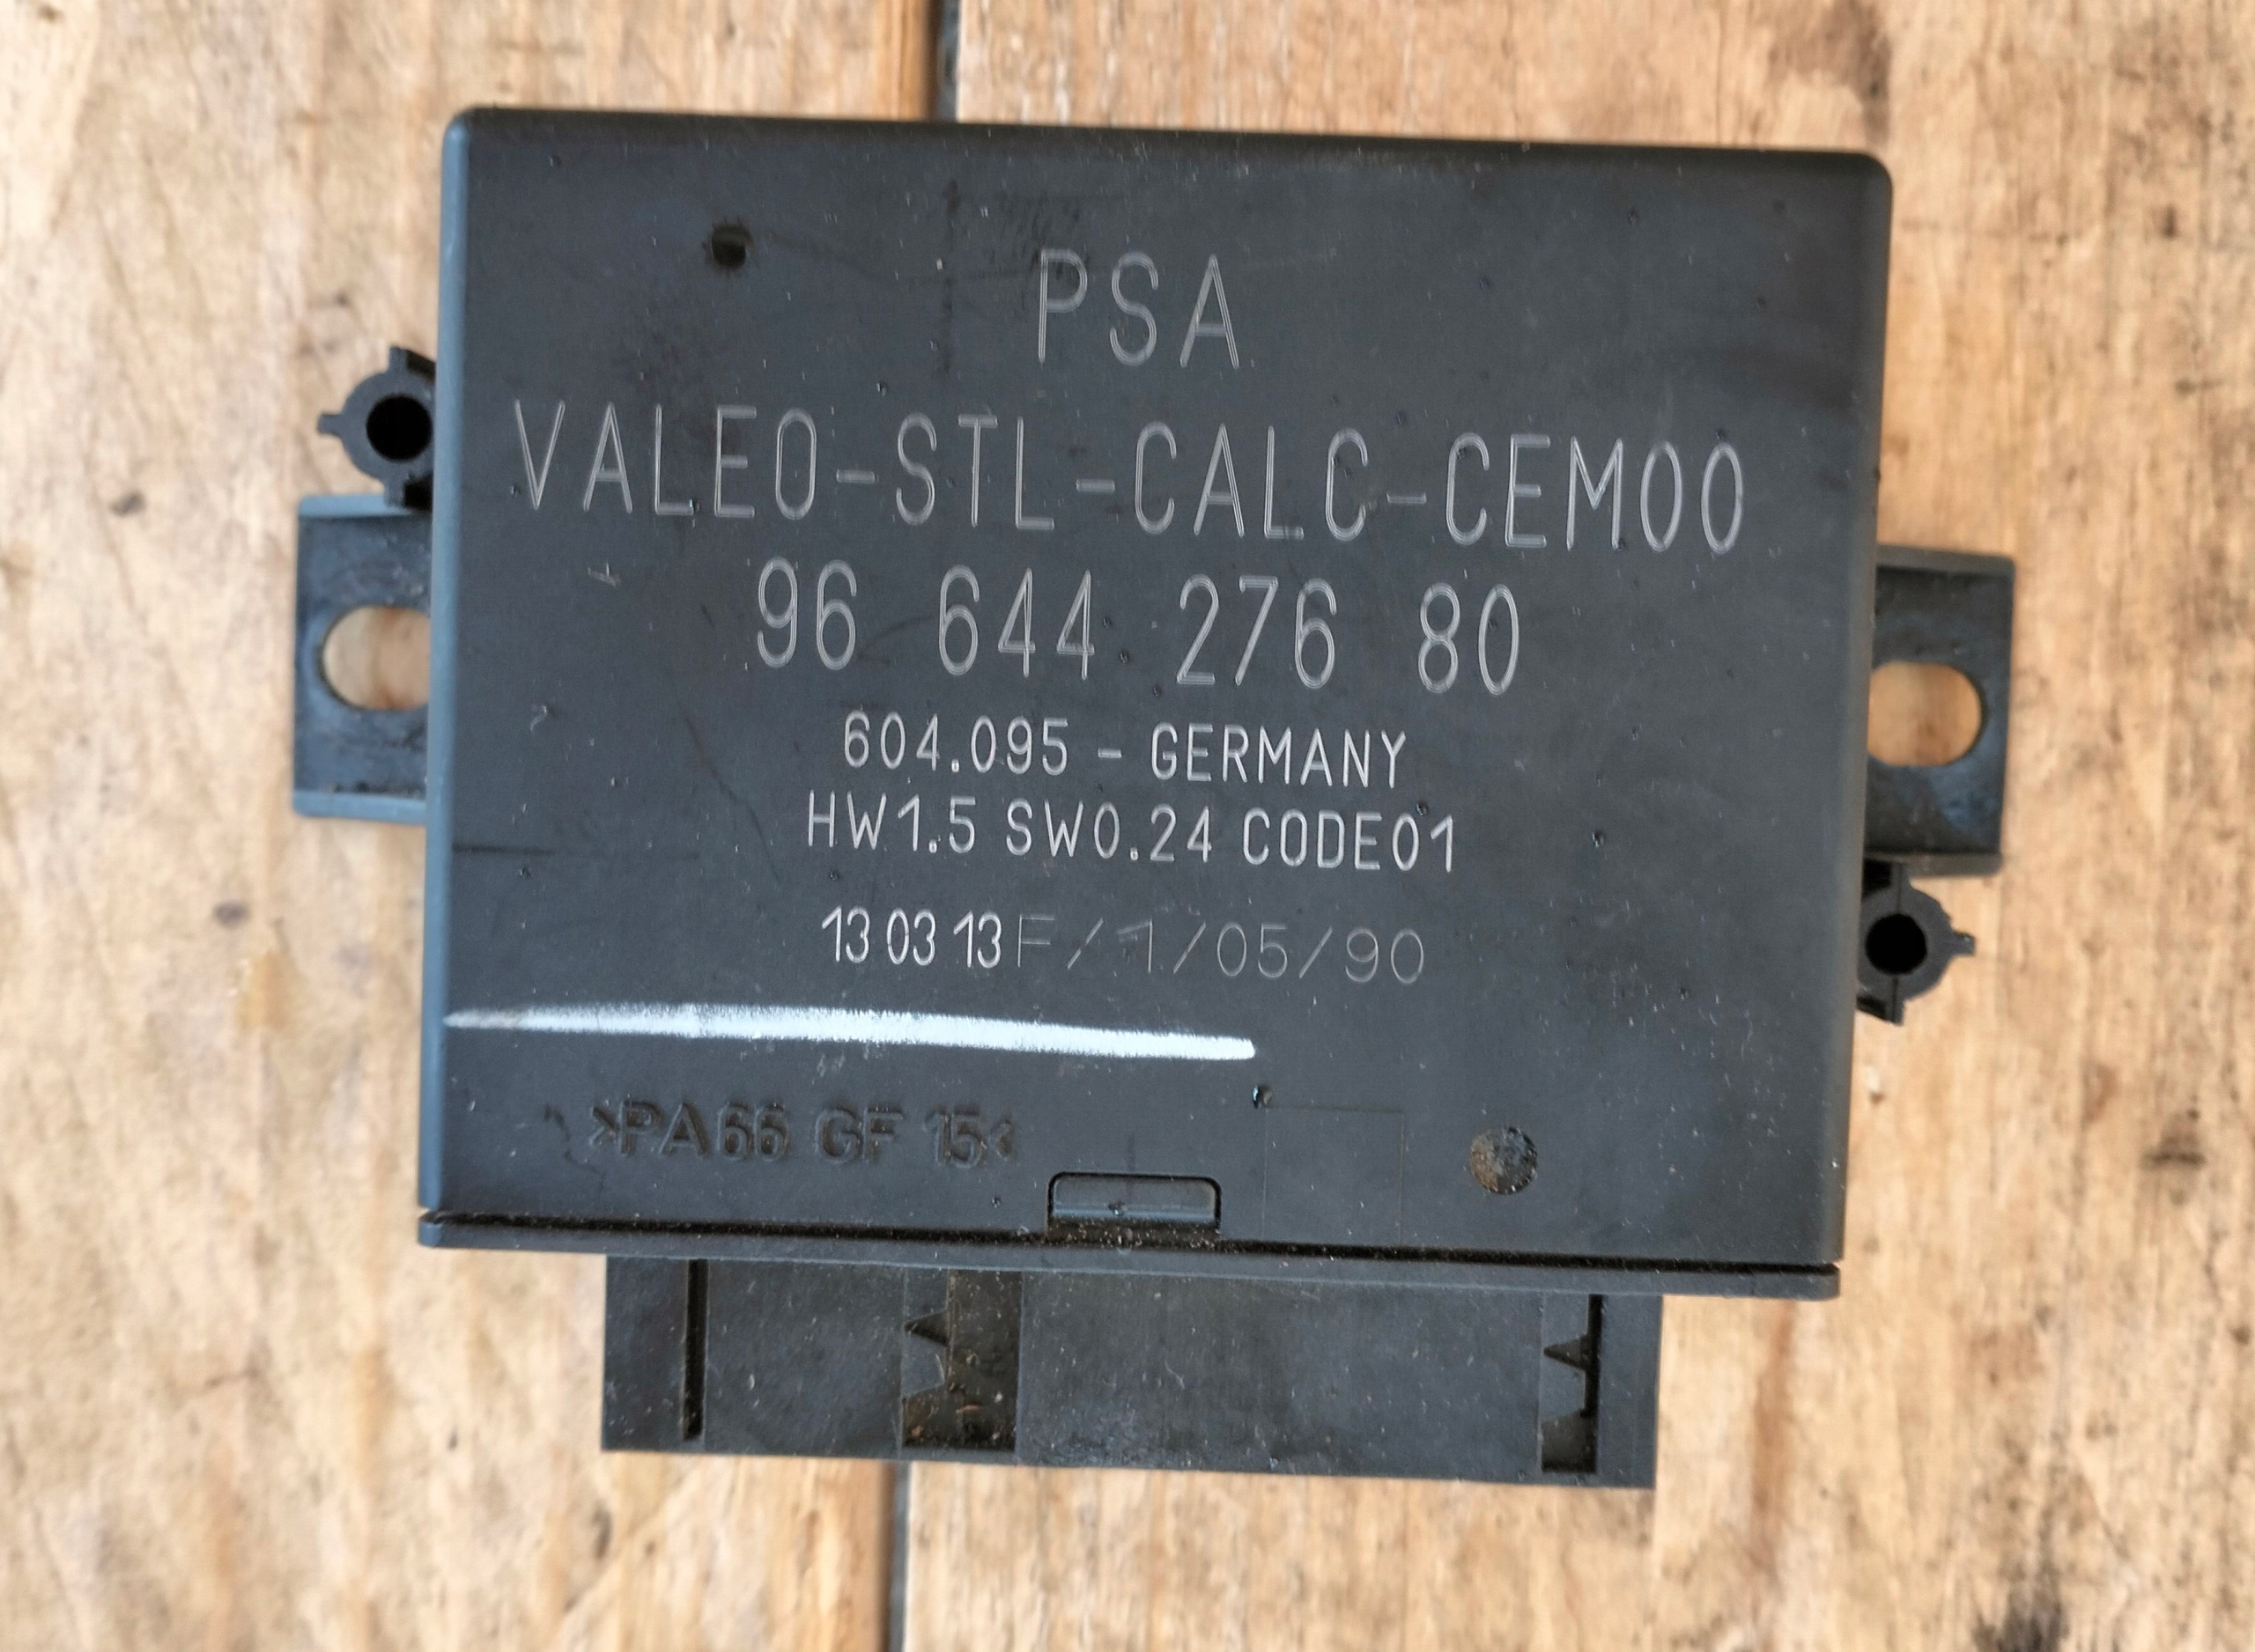 PSA
VALEO-STL-CALC-CEM00
96 644 276 80
604.095 - GERMANY
HW1.5 SW0.24 CODE01
13 03 13F/1/05/90
>PA66 GF 15<